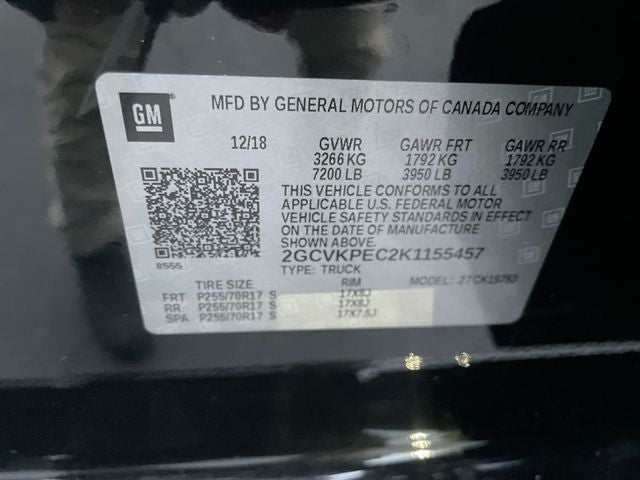 GM
MFD BY GENERAL MOTORS OF CANADA COMPANY
12/18 GVWR GAWR FRT GAWR RR
3266 KG 1792 KG 1792 KG
7200 LB 3950 LB 3950 LB
THIS VEHICLE CONFORMS TO ALL
APPLICABLE U.S. FEDERAL MOTOR
VEHICLE SAFETY STANDARDS IN EFFECT
ON THE DATE OF MANUFACTURE
SHOWN ABOVE.
8555
2GCVKPEC2K1155457
TYPE: TRUCK MODEL: 27CK15753
TIRE SIZE RIM
FRT P255/70R17 S 17X8J
RR P255/70R17 S 17X8J
SPA P255/70R17 S 17X7.5J